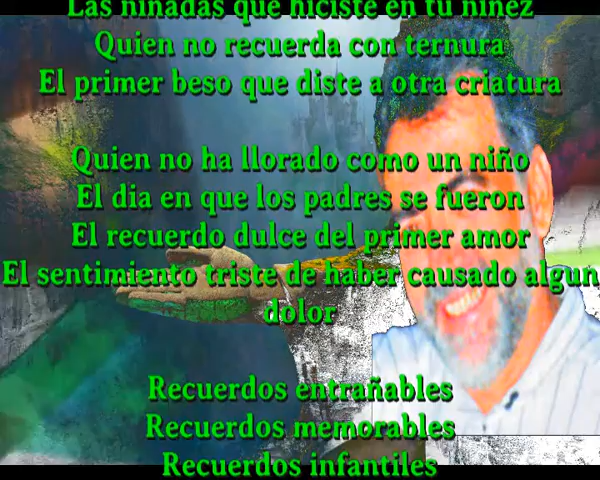 Las niñadas que hiciste en tu niñez
Quien no recuerda con ternura
El primer beso que diste a otra criatura
Quien no ha llorado como un niño
El dia en que los padres se fueron
El recuerdo dulce del primer amor
El sentimiento triste de haber causado algun
dolor
Recuerdos entrañables
Recuerdos memorables
Recuerdos infantiles